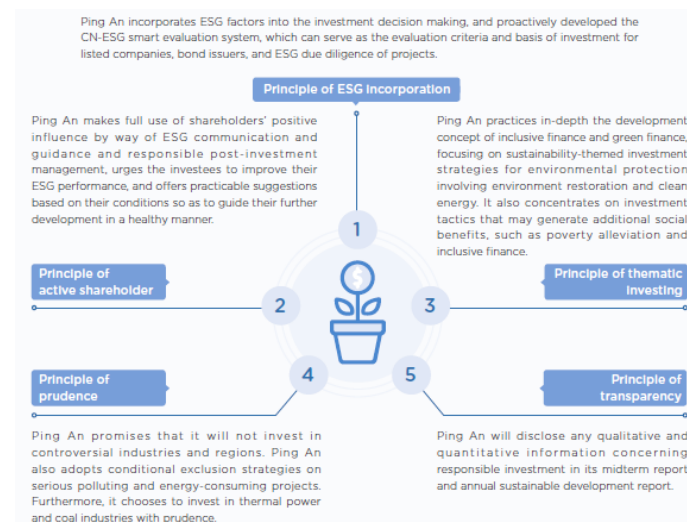 Ping An incorporates ESG factors into the investment decision making, and proactively developed the
CN-ESG smart evaluation system, which can serve as the evaluation criteria and basis of investment for
listed companies, bond issuers, and ESG due diligence of projects.
Principle of ESG incorporation
Ping An makes full use of shareholders' positive
influence by way of ESG communication and
guidance and responsible post-investment
management, urges the investees to improve their
ESG performance, and offers practicable suggestions
based on their conditions so as to guide their further
development in a healthy manner.
Ping An practices in-depth the development
concept of inclusive finance and green finance,
focusing on sustainability-themed investment
strategies for environmental protection
involving environment restoration and clean
energy. It also concentrates on investment
tactics that may generate additional social
benefits, such as poverty alleviation and
inclusive finance.
1
$
Principle of
active shareholder
2
3
Principle of thematic
investing
Principle of
prudence
4
5
Principle of
transparency
Ping An promises that it will not invest in
controversial industries and regions. Ping An
also adopts conditional exclusion strategies on
serious polluting and energy-consuming projects.
Furthermore, it chooses to invest in thermal power
and coal industries with prudence.
Ping An will disclose any qualitative and
quantitative information concerning
responsible investment in its midterm report
and annual sustainable development report.